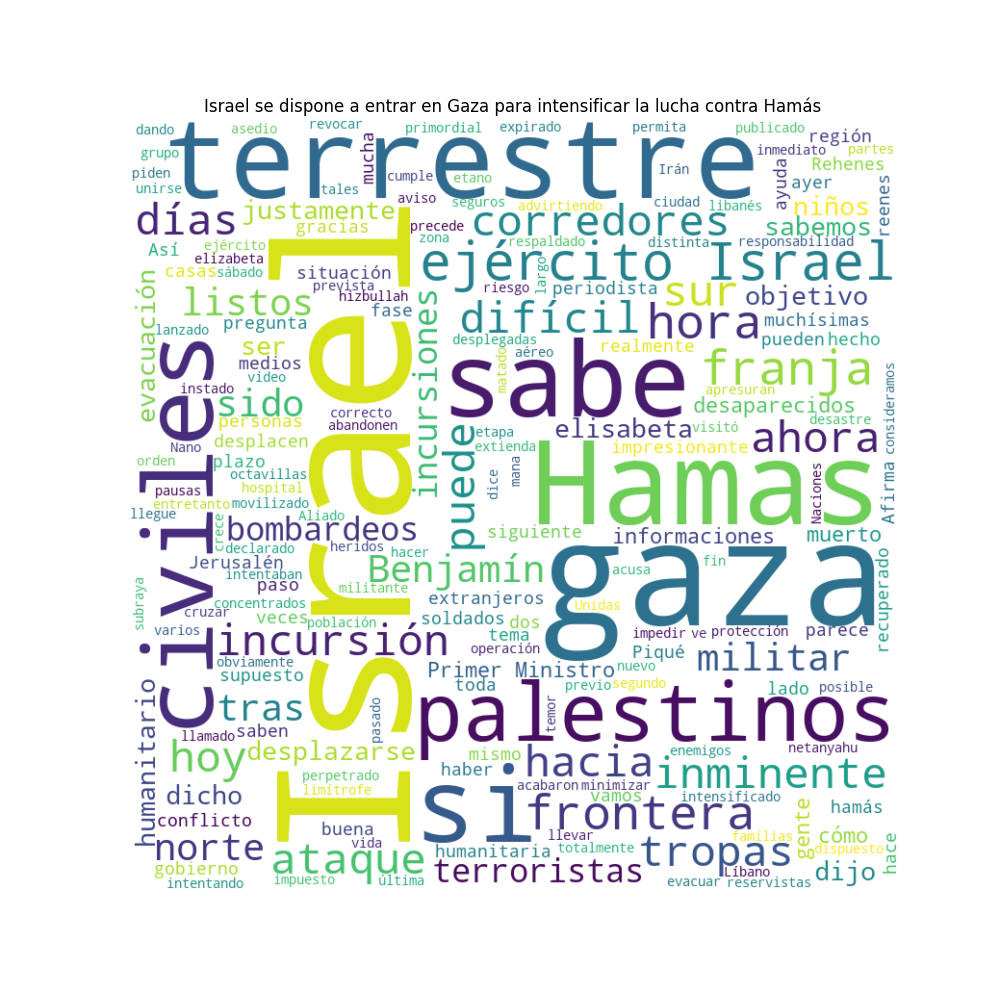 Israel se dispone a entrar en Gaza para intensificar la lucha contra Hamás
dando
asedio
revocar
primordial
expirado
permita
publicado
región
grupo
terrestre
mucha
inmediato
partes
piden
cumple
etano
Irán
ayuda
Rehenes
unirse
tales
aviso
seguros
advirtiendo
ciudad
libanés
ayer
reenes
días
justamente
gracias
precede
corredores
niños
sabemos
Así
ejército
zona
respaldado
distinta
responsabilidad
elízabeta
casas
sábado
situación
ejército Israel
largo
prevista
hizbullah
riesgo
periodista
sur
objetivo
evacuación
listos
fase
difícil
hora
muchísimas
lanzado
pregunta
incursiones
desplegadas
pueden
hecho
ser
medios
aéreo
realmente
franja
instado
video
sabe
matado
apresuran
consideramos
civiles
sido
Israel
correcto
desaparecidos
personas
abandonen
puede
etapa
elisabeta
visitó
desastre
Nano
desplacen
extienda
impresionante
ahora
orden
plazo
octavillas
dice
mana
Hamas
Naciones
Afirma
pausas
hospital
entretanto
movilizado
llegue
Aliado
crece
bombardeos
siguiente
informaciones
muerto
declarado
heridos
hacer
gaza
Jerusalén
intentaban
Benjamín
acusa
fin
recuperado
subraya
paso
militante
concentrados
extranjeros
Unidas
cruzar
veces
población
soldados
dos
varios
incursión
tema
impedir
ve
protección
parece
operación
obviamente
Primer Ministro
Piqué
militar
supuesto
toda
previo
nuevo
segundo
lado
posible
humanitario
tras
pasado
palestinos
temor
llamado
saben
hoy
desplazarse
mismo
enemigos
netanyahu
perpetrado
haber
hacia
inminente
dicho
limítrofe
si
acabaron
minimizar
vamos
intensificado
hamás
conflicto
buena
frontera
gente
cómo
vida
llevar
familias
norte
ataque
humanitaria
totalmente
tropas
dispuesto
hace
gobierno
terroristas
Líbano
dijo
intentando
impuesto
última
evacuar
reservistas